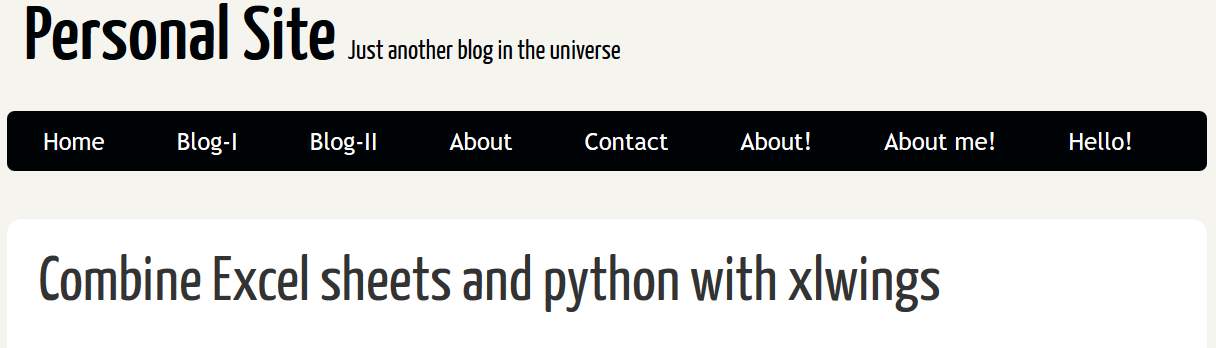 Personal Site Just another blog in the universe
Home Blog-I Blog-II About Contact About! About me! Hello!
Combine Excel sheets and python with xlwings